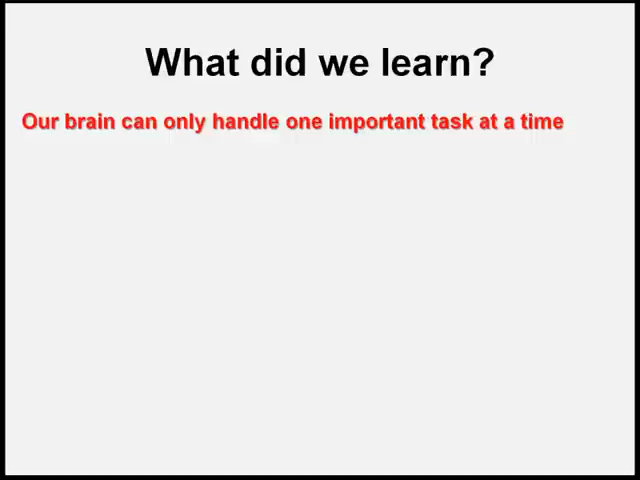 What did we learn?
Our brain can only handle one important task at a time